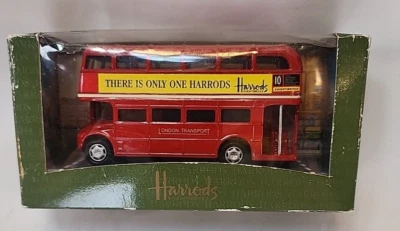 THERE IS ONLY ONE HARRODS Harrods
10
LONDON TRANSPORT
Harrods